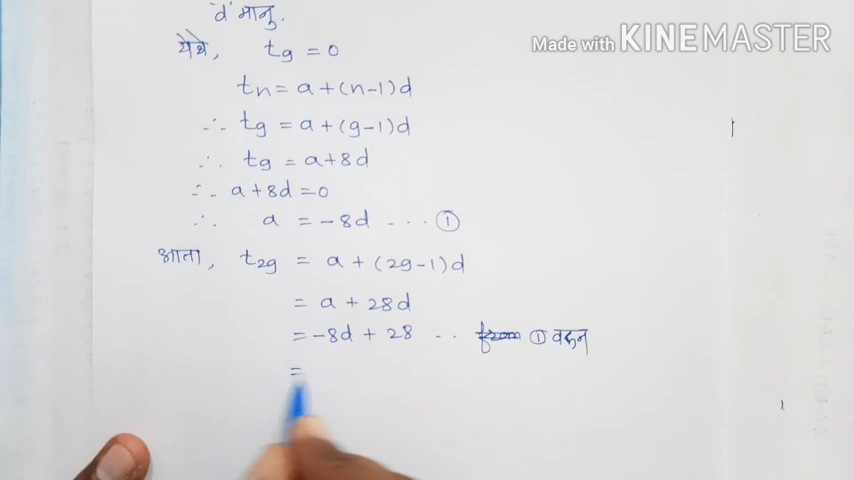 'd' मानु.
Made with KINEMASTER
येथे, t9 = 0
tn = a + (n-1)d
∴ t9 = a + (9-1)d
∴ t9 = a + 8d
∴ a + 8d = 0
∴ a = -8d ... ①
आता, t29 = a + (29-1)d
= a + 28d
= -8d + 28 .. from ① वरून
=